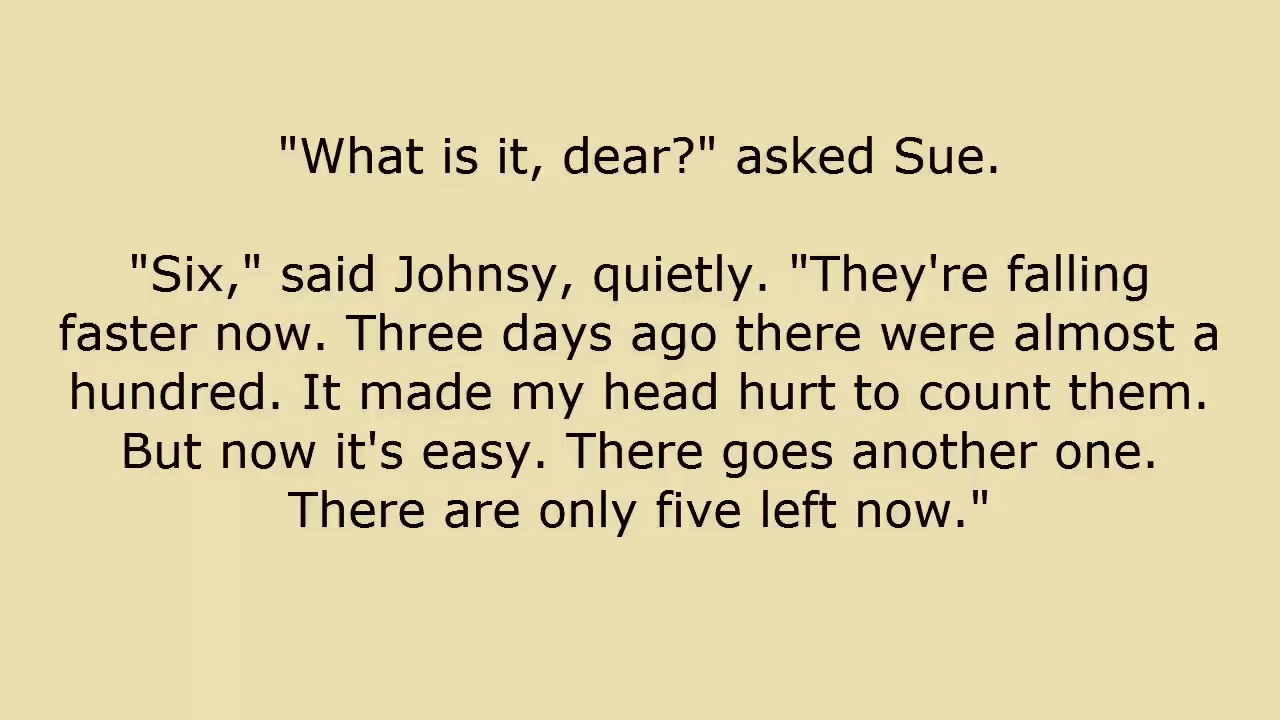 "What is it, dear?" asked Sue.
"Six," said Johnsy, quietly. "They're falling
faster now. Three days ago there were almost a
hundred. It made my head hurt to count them.
But now it's easy. There goes another one.
There are only five left now."